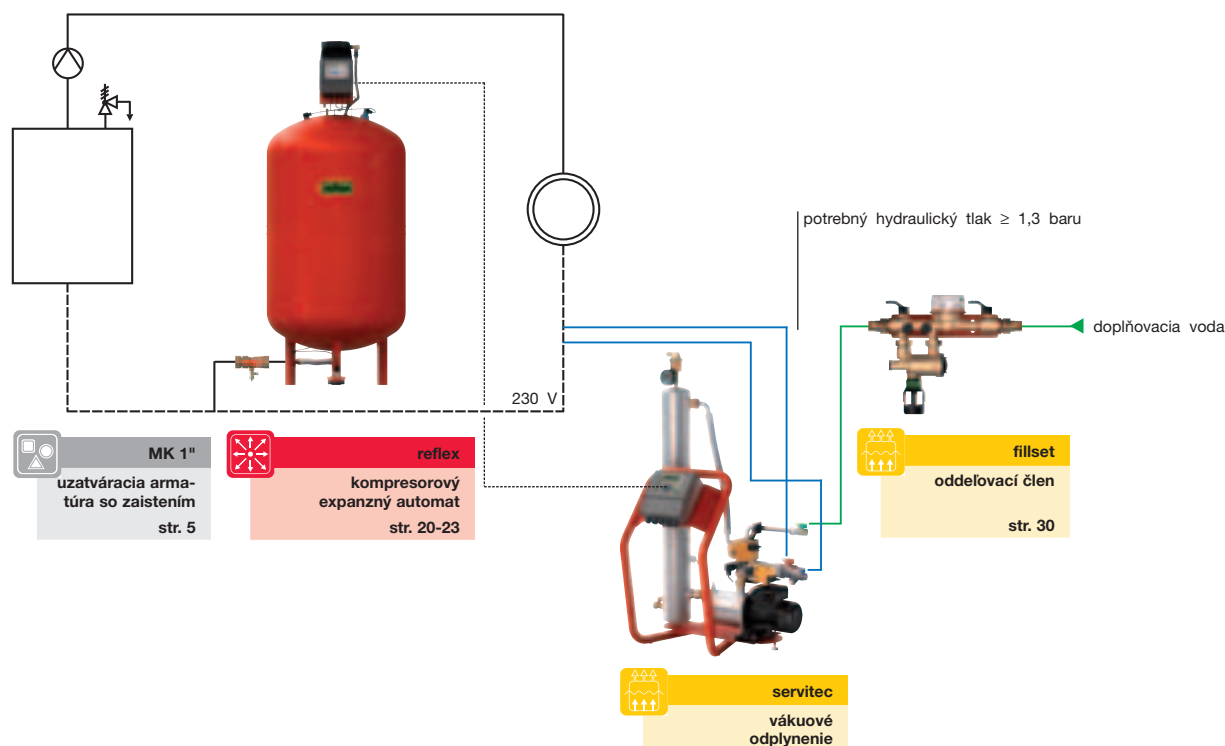 potrebný hydraulický tlak ≥ 1,3 baru
doplňovacia voda
230 V
MK 1"
uzatváracia arma-
túra so zaistením
str. 5
reflex
kompresorový
expanzný automat
str. 20-23
fillset
oddeľovací člen
str. 30
servitec
vákuové
odplynenie